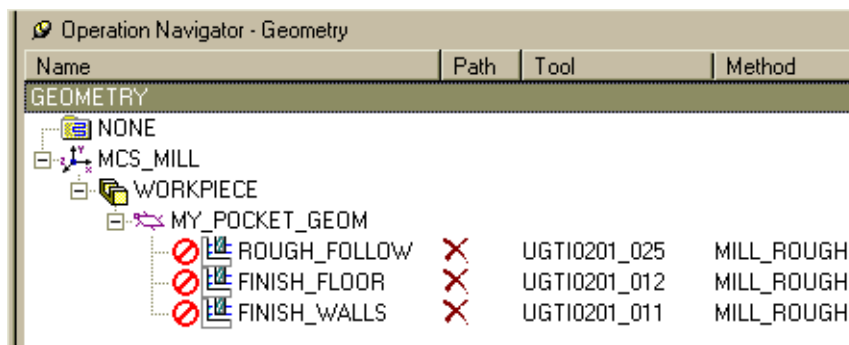 Operation Navigator - Geometry
Name Path Tool Method
GEOMETRY
NONE
MCS_MILL
WORKPIECE
MY_POCKET_GEOM
ROUGH_FOLLOW UGTI0201_025 MILL_ROUGH
FINISH_FLOOR UGTI0201_012 MILL_ROUGH
FINISH_WALLS UGTI0201_011 MILL_ROUGH